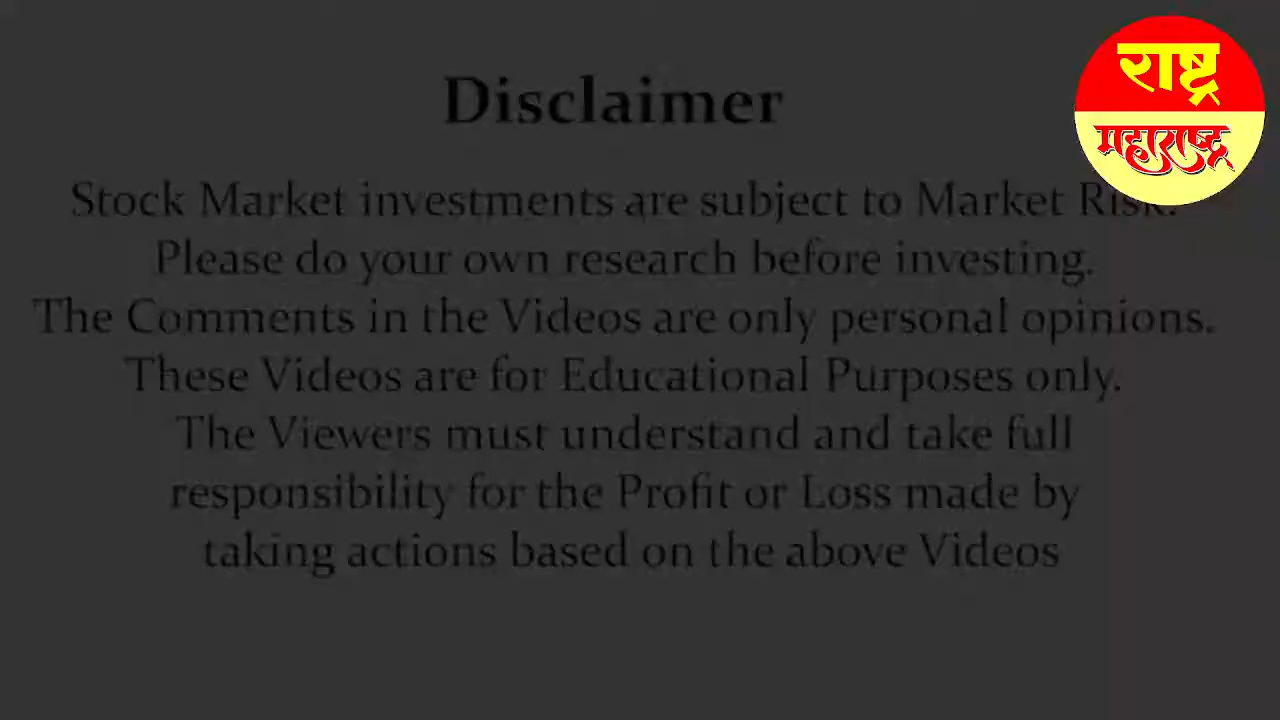 राष्ट्र
महाराष्ट्र
Disclaimer
Stock Market investments are subject to Market Risk.
Please do your own research before investing.
The Comments in the Videos are only personal opinions.
These Videos are for Educational Purposes only.
The Viewers must understand and take full
responsibility for the Profit or Loss made by
taking actions based on the above Videos